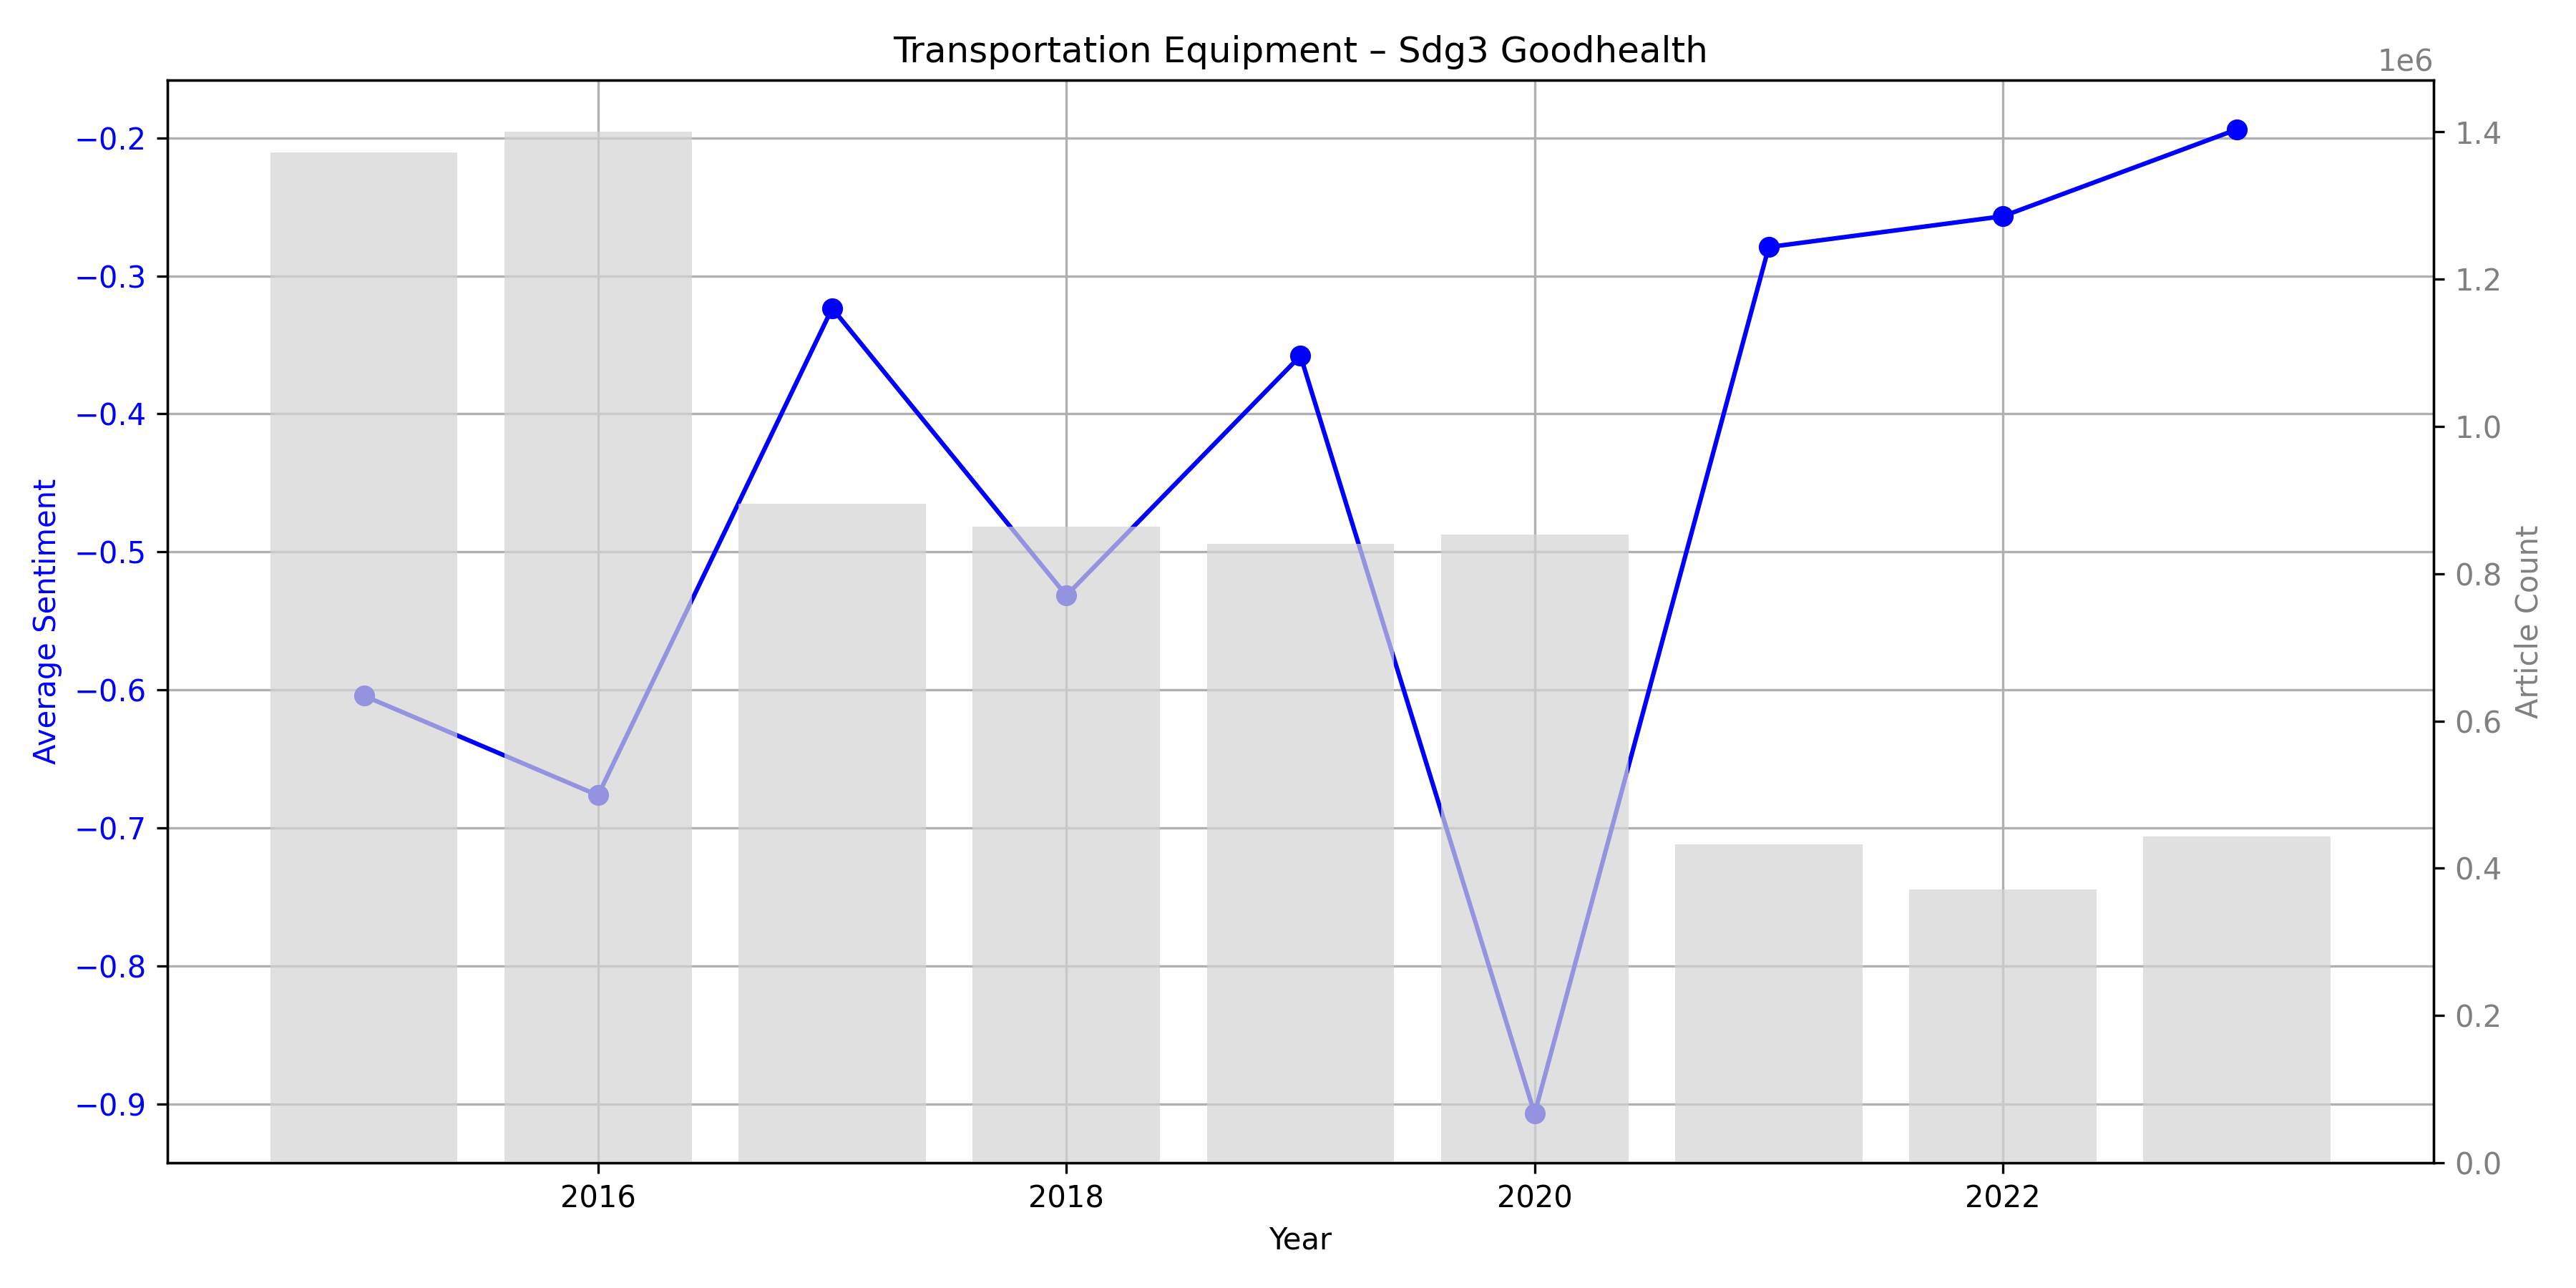 Transportation Equipment – Sdg3 Goodhealth
1e6
−0.2
−0.3
−0.4
−0.5
−0.6
−0.7
−0.8
−0.9
Average Sentiment
1.4
1.2
1.0
0.8
0.6
0.4
0.2
0.0
Article Count
2016 2018 2020 2022
Year